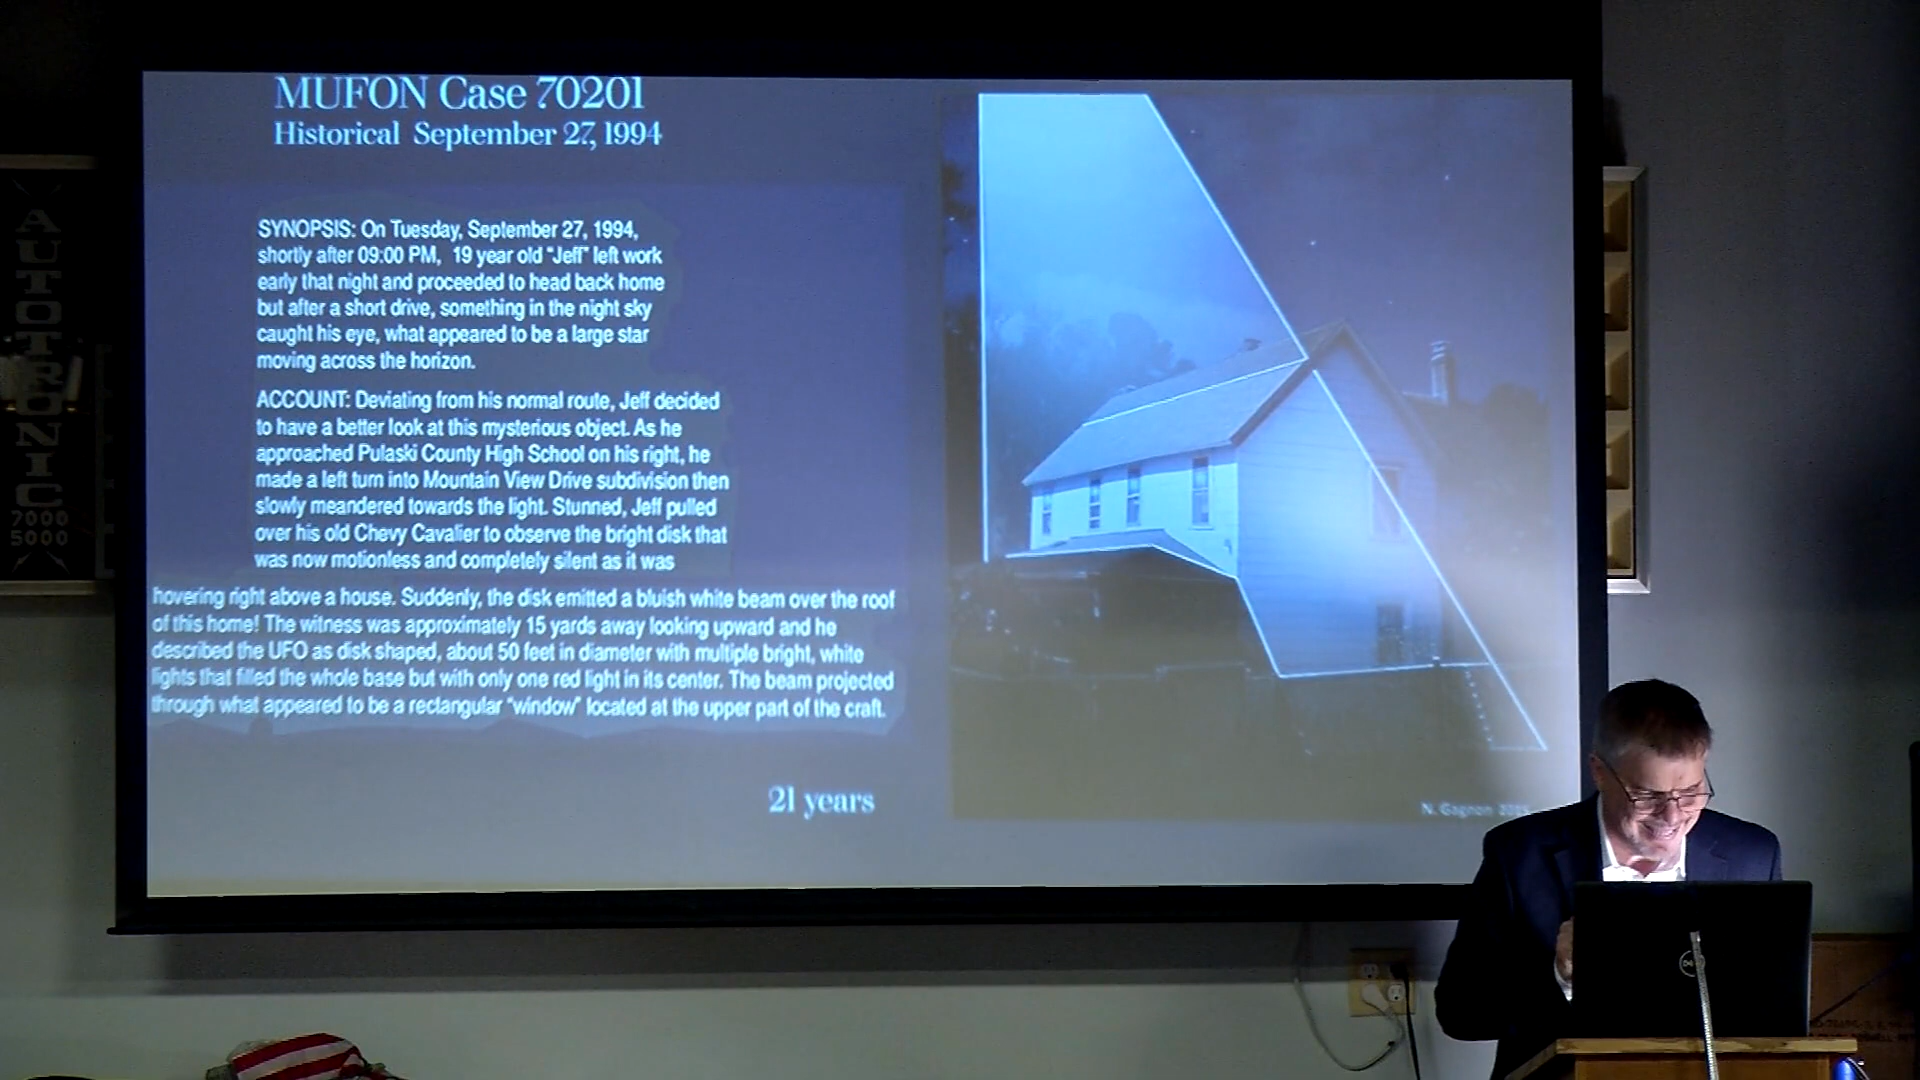 MUFON Case 70201
Historical September 27, 1994
SYNOPSIS: On Tuesday, September 27, 1994,
shortly after 09:00 PM, 19 year old "Jeff" left work
early that night and proceeded to head back home
but after a short drive, something in the night sky
caught his eye, what appeared to be a large star
moving across the horizon.
ACCOUNT: Deviating from his normal route, Jeff decided
to have a better look at this mysterious object. As he
approached Pulaski County High School on his right, he
made a left turn into Mountain View Drive subdivision then
slowly meandered towards the light. Stunned, Jeff pulled
over his old Chevy Cavalier to observe the bright disk that
was now motionless and completely silent as it was
hovering right above a house. Suddenly, the disk emitted a bluish white beam over the roof
of this home! The witness was approximately 15 yards away looking upward and he
described the UFO as disk shaped, about 50 feet in diameter with multiple bright, white
lights that filled the whole base but with only one red light in its center. The beam projected
through what appeared to be a rectangular "window" located at the upper part of the craft.
21 years
N. Gagnon
AUTOTRONIC
7000
5000
DELL